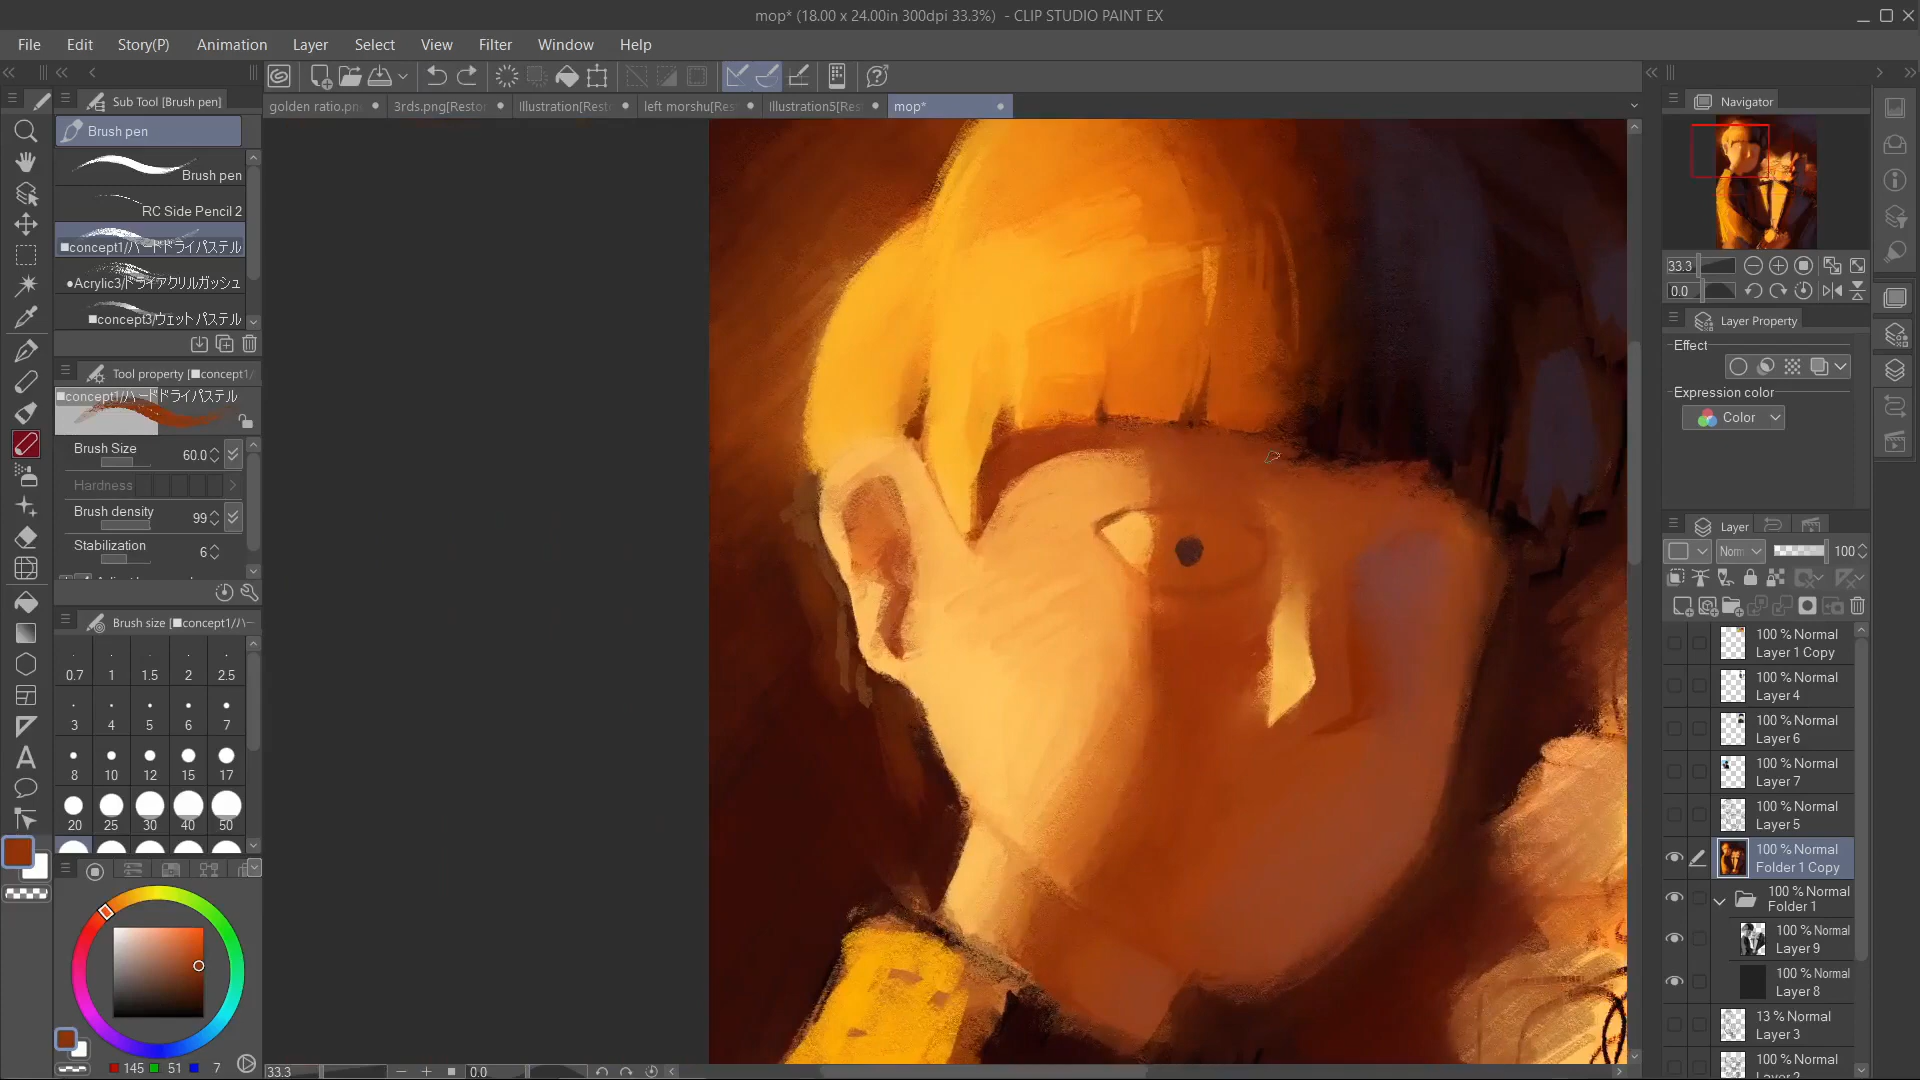 mop* (18.00 x 24.00in 300dpi 33.3%) - CLIP STUDIO PAINT EX
File Edit Story(P) Animation Layer Select View Filter Window Help
Sub Tool [Brush pen]
golden ratio.pn
3rds.png[Restor
Illustration[Resto
left morshu[Res
Illustration5[Res
mop*
Navigator
Brush pen
Brush pen
RC Side Pencil 2
■concept1/ハードドライパステル
●Acrylic3/ドライアクリルガッシュ
■concept3/ウェットパステル
33.3
0.0
Layer Property
Effect
Expression color
Color
Tool property [■concept1/
■concept1/ハードドライパステル
Brush Size 60.0
Hardness
Brush density 99
Stabilization 6
Layer
Norm 100
Brush size [■concept1/ハー
0.7 1 1.5 2 2.5
3 4 5 6 7
8 10 12 15 17
20 25 30 40 50
100 % Normal
Layer 1 Copy
100 % Normal
Layer 4
100 % Normal
Layer 6
100 % Normal
Layer 7
100 % Normal
Layer 5
100 % Normal
Folder 1 Copy
100 % Normal
Folder 1
100 % Normal
Layer 9
100 % Normal
Layer 8
13 % Normal
Layer 3
100 % Normal
Layer 2
145 51 7
33.3 0.0